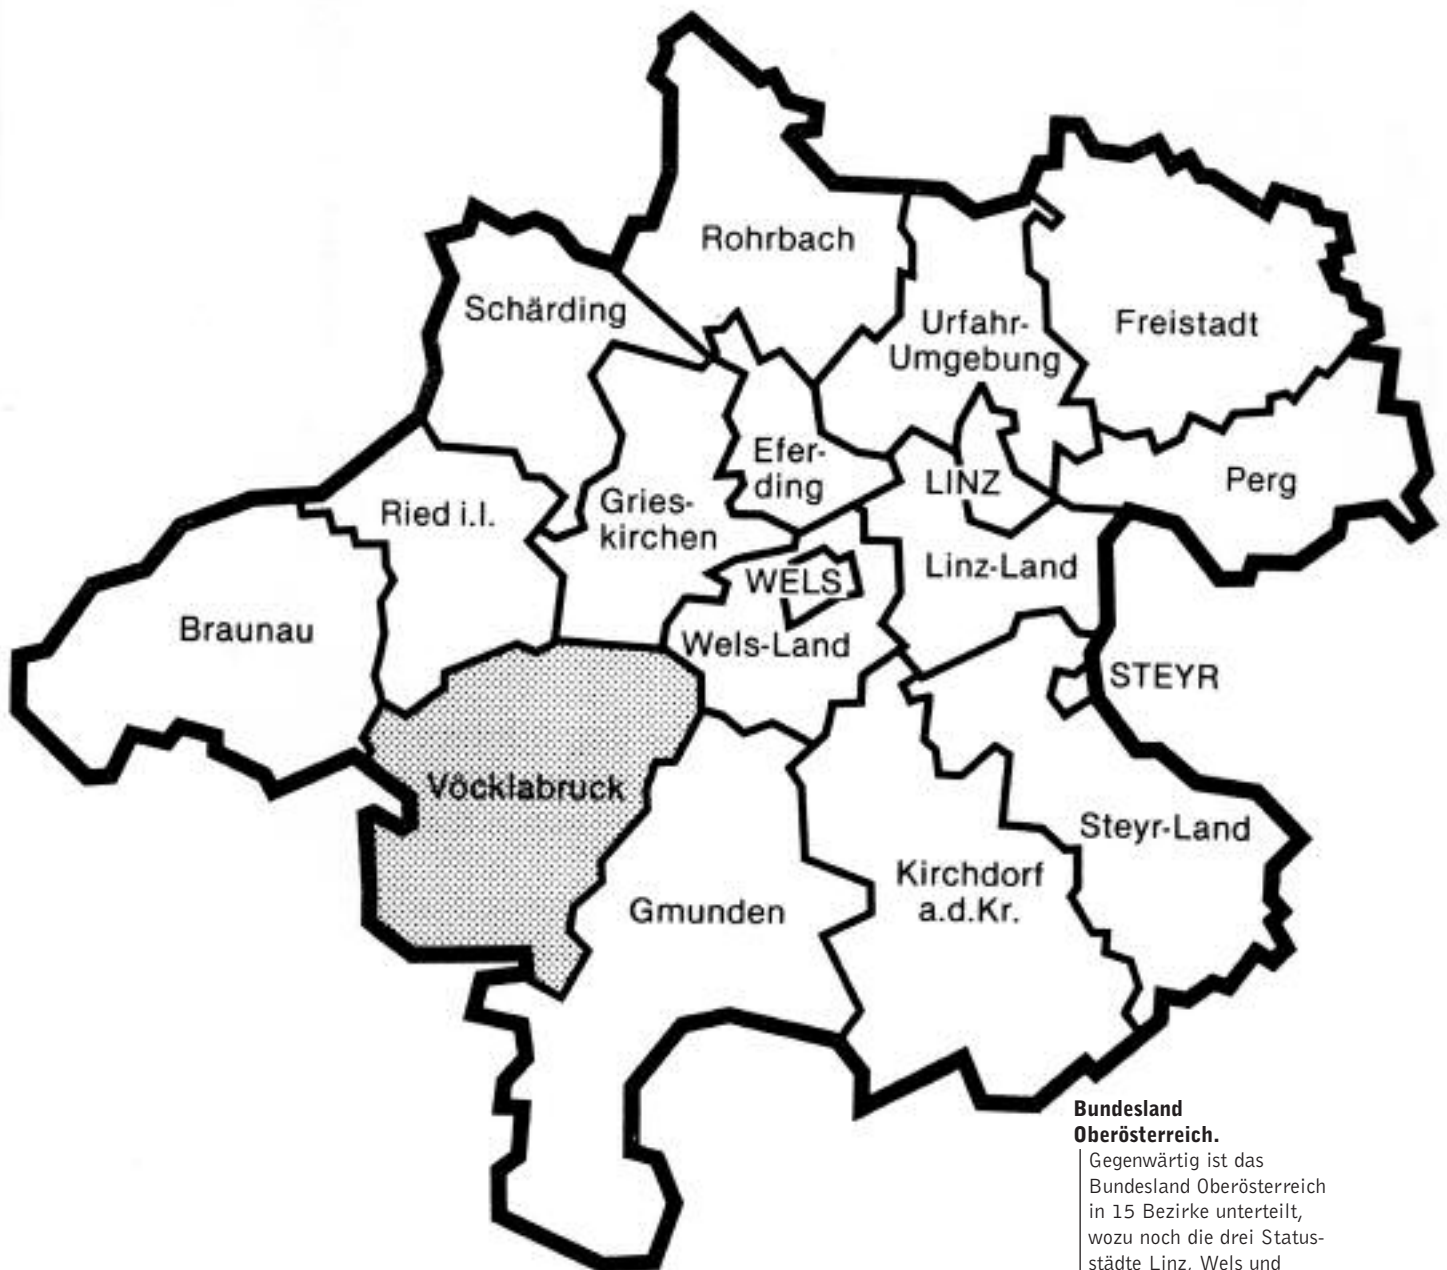 Rohrbach
Schärding
Urfahr-
Umgebung
Freistadt
Efer-
ding
LINZ
Perg
Ried i.I.
Gries-
kirchen
Linz-Land
WELS
Braunau
Wels-Land
STEYR
Vöcklabruck
Steyr-Land
Kirchdorf
a.d.Kr.
Gmunden
Bundesland
Oberösterreich.
Gegenwärtig ist das
Bundesland Oberösterreich
in 15 Bezirke unterteilt,
wozu noch die drei Status-
städte Linz, Wels und